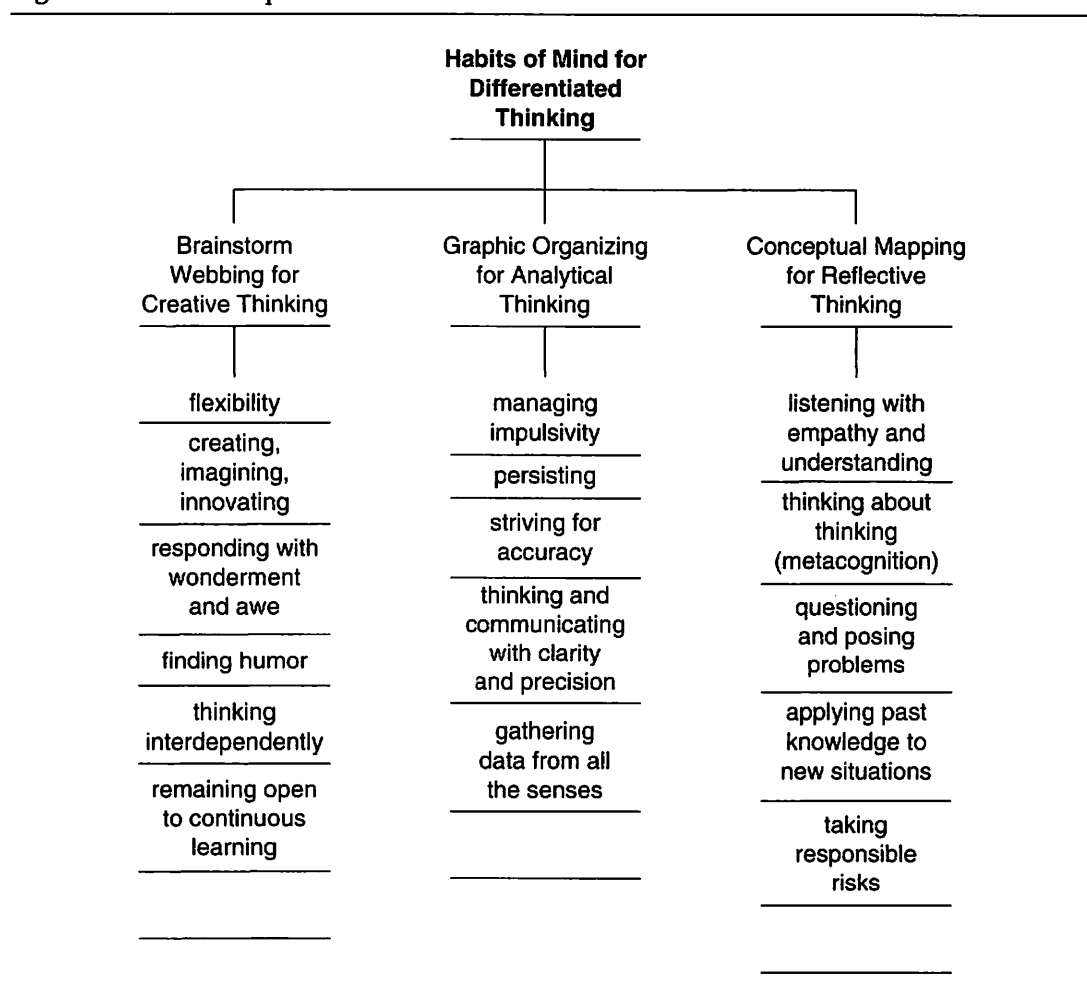 Habits of Mind for
Differentiated
Thinking
Brainstorm
Webbing for
Creative Thinking
flexibility
creating,
imagining,
innovating
responding with
wonderment
and awe
finding humor
thinking
interdependently
remaining open
to continuous
learning
Graphic Organizing
for Analytical
Thinking
managing
impulsivity
persisting
striving for
accuracy
thinking and
communicating
with clarity
and precision
gathering
data from all
the senses
Conceptual Mapping
for Reflective
Thinking
listening with
empathy and
understanding
thinking about
thinking
(metacognition)
questioning
and posing
problems
applying past
knowledge to
new situations
taking
responsible
risks